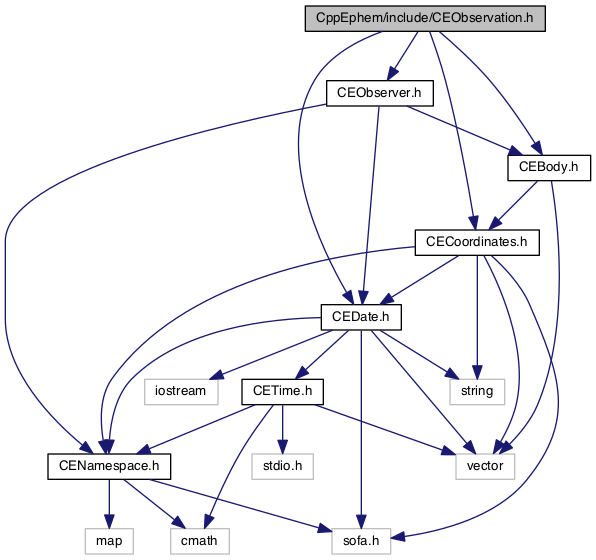 CppEphem/include/CEObservation.h
CEObserver.h
CEBody.h
CECoordinates.h
CEDate.h
iostream
CETime.h
string
CENamespace.h
stdio.h
vector
map
cmath
sofa.h